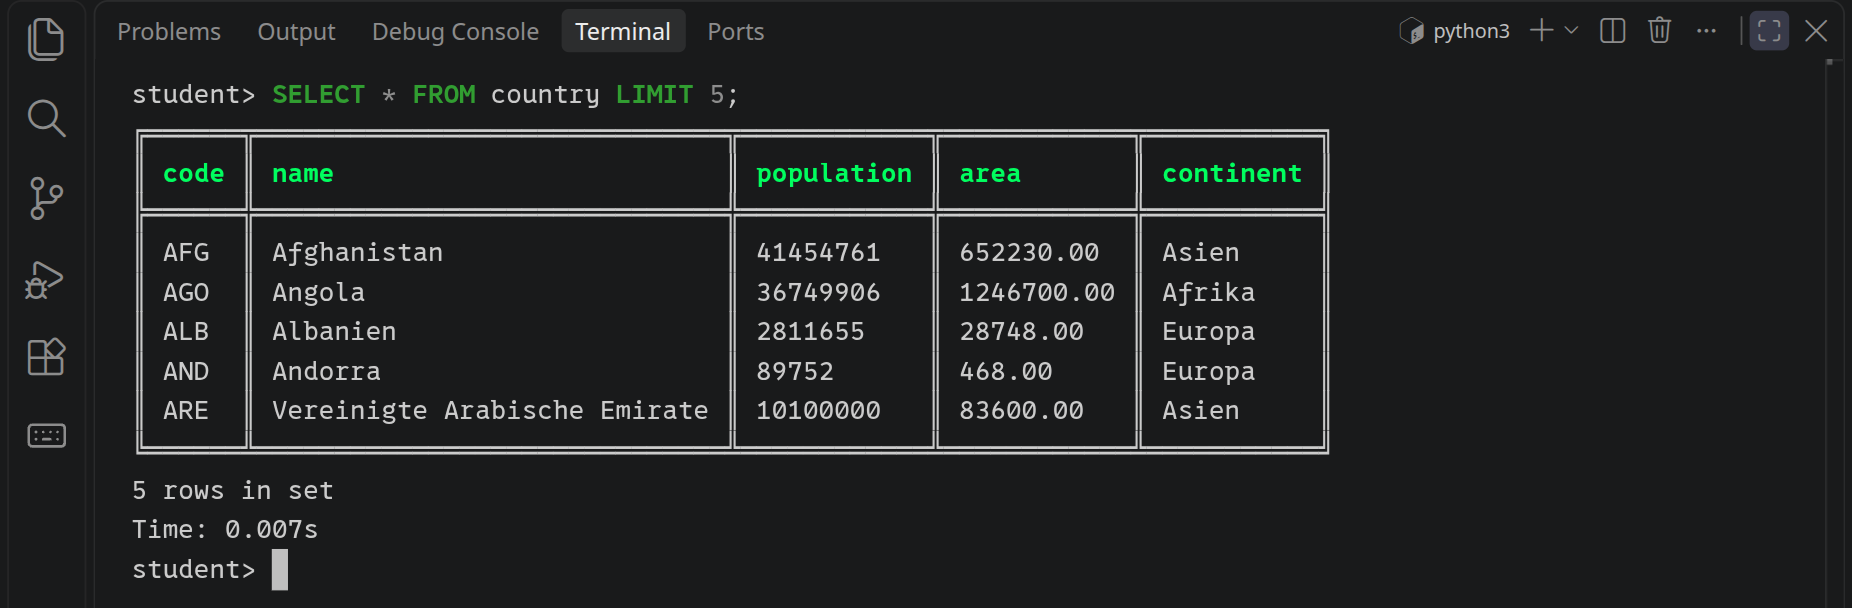 Problems Output Debug Console Terminal Ports python3
student> SELECT * FROM country LIMIT 5;
code name population area continent
AFG Afghanistan 41454761 652230.00 Asien
AGO Angola 36749906 1246700.00 Afrika
ALB Albanien 2811655 28748.00 Europa
AND Andorra 89752 468.00 Europa
ARE Vereinigte Arabische Emirate 10100000 83600.00 Asien
5 rows in set
Time: 0.007s
student>